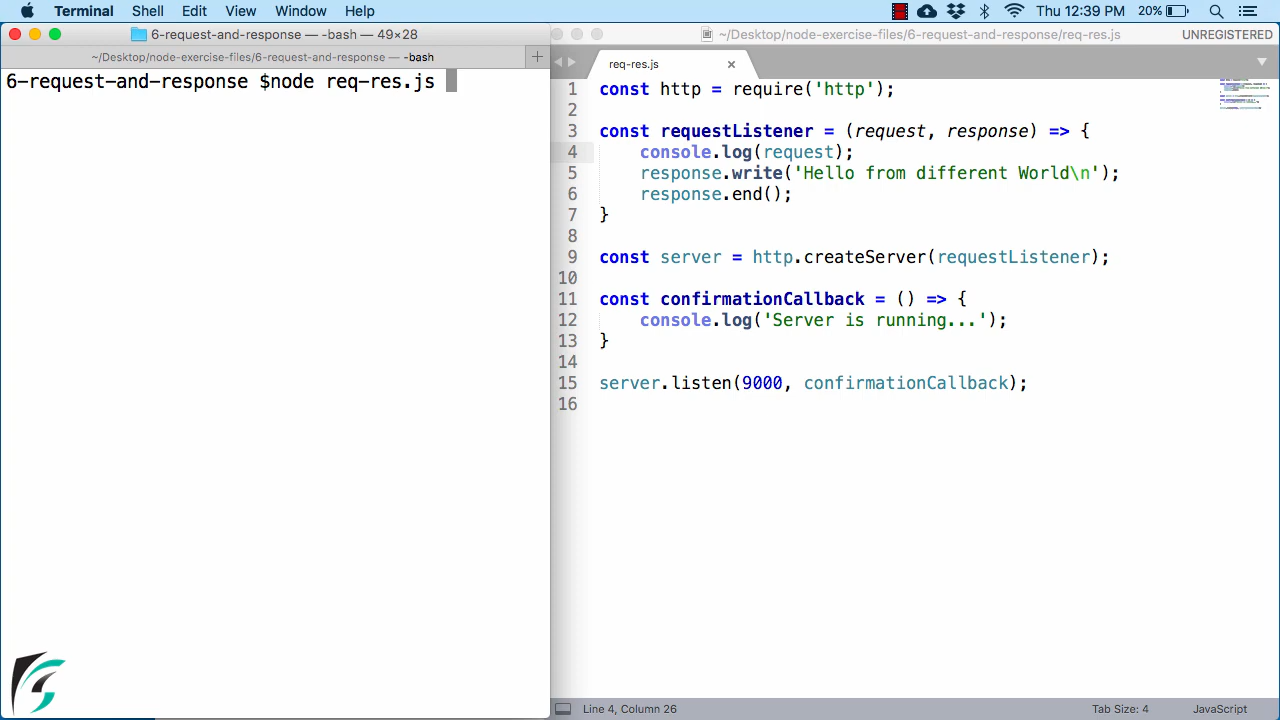 Terminal Shell Edit View Window Help Thu 12:39 PM 20%
6-request-and-response — -bash — 49×28
~/Desktop/node-exercise-files/6-request-and-response — -bash +
6-request-and-response $node req-res.js
~/Desktop/node-exercise-files/6-request-and-response/req-res.js UNREGISTERED
req-res.js ×
1 const http = require('http');
2
3 const requestListener = (request, response) => {
4     console.log(request);
5     response.write('Hello from different World\n');
6     response.end();
7 }
8
9 const server = http.createServer(requestListener);
10
11 const confirmationCallback = () => {
12     console.log('Server is running...');
13 }
14
15 server.listen(9000, confirmationCallback);
16
Line 4, Column 26 Tab Size: 4 JavaScript